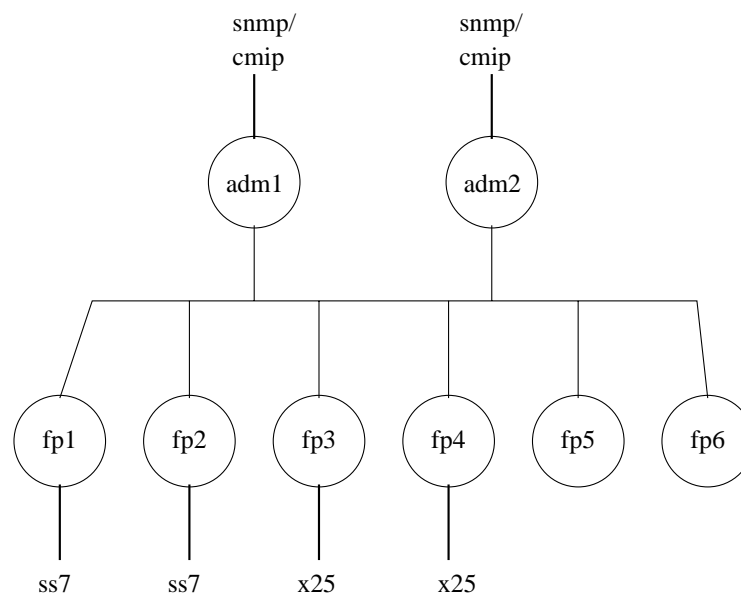 snmp/
cmip
snmp/
cmip
adm1
adm2
fp1
fp2
fp3
fp4
fp5
fp6
ss7
ss7
x25
x25